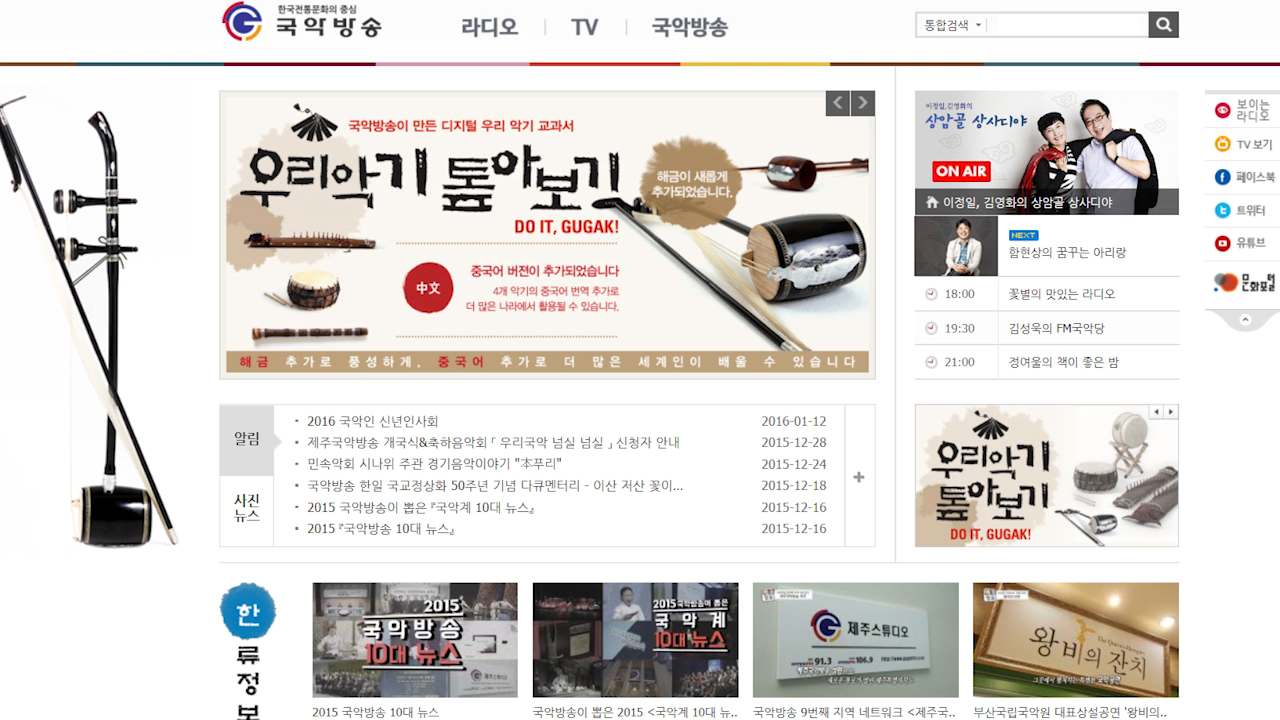 한국전통문화의 중심
국악방송
라디오
TV
국악방송
통합검색
국악방송이 만든 디지털 우리 악기 교과서
우리악기 톺아보기
DO IT, GUGAK!
해금이 새롭게
추가되었습니다.
中文
중국어 버젼이 추가되었습니다
4개 악기의 중국어 번역 추가로
더 많은 나라에서 활용될 수 있습니다.
해금 추가로 풍성하게, 중국어 추가로 더 많은 세계인이 배울 수 있습니다
이정일, 김영화의
상암골 상사디야
ON AIR
이정일, 김영화의 상암골 상사디야
NEXT
함현상의 꿈꾸는 아리랑
18:00 꽃별의 맛있는 라디오
19:30 김성욱의 FM국악당
21:00 정여울의 책이 좋은 밤
보이는
라디오
TV 보기
페이스북
트위터
유튜브
문화포털
알림
사진
뉴스
2016 국악인 신년인사회 2016-01-12
제주국악방송 개국식&축하음악회 「 우리국악 넘실 넘실 」 신청자 안내 2015-12-28
민속악회 시나위 주관 경기음악이야기 "本푸리" 2015-12-24
국악방송 한일 국교정상화 50주년 기념 다큐멘터리 - 이산 저산 꽃이... 2015-12-18
2015 국악방송이 뽑은 『국악계 10대 뉴스』 2015-12-16
2015 『국악방송 10대 뉴스』 2015-12-16
우리악기
톺아보기
DO IT, GUGAK!
한
류
정
보
2015
국악방송
10대 뉴스
2015 국악방송이 뽑은
국악계
10대 뉴스
제주스튜디오
91.3 106.9
왕비의 잔치
The Queen's Banquet
2015 국악방송 10대 뉴스
국악방송이 뽑은 2015 <국악계 10대 뉴..
국악방송 9번째 지역 네트워크 <제주국..
부산국립국악원 대표상설공연 '왕비의..